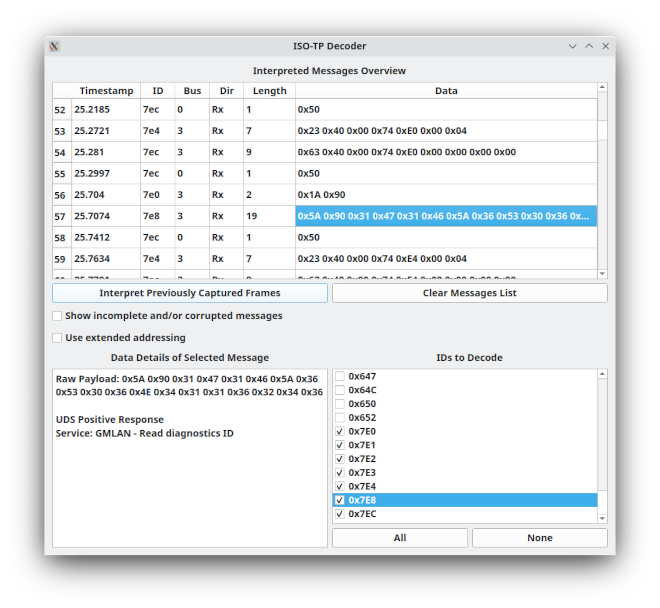 ISO-TP Decoder
Interpreted Messages Overview
Timestamp ID Bus Dir Length Data
52 25.2185 7ec 0 Rx 1 0x50
53 25.2721 7e4 3 Rx 7 0x23 0x40 0x00 0x74 0xE0 0x00 0x04
54 25.281 7ec 3 Rx 9 0x63 0x40 0x00 0x74 0xE0 0x00 0x00 0x00 0x00
55 25.2997 7ec 0 Rx 1 0x50
56 25.704 7e0 3 Rx 2 0x1A 0x90
57 25.7074 7e8 3 Rx 19 0x5A 0x90 0x31 0x47 0x31 0x46 0x5A 0x36 0x53 0x30 0x36 0x...
58 25.7412 7ec 0 Rx 1 0x50
59 25.7634 7e4 3 Rx 7 0x23 0x40 0x00 0x74 0xE4 0x00 0x04
Interpret Previously Captured Frames
Clear Messages List
Show incomplete and/or corrupted messages
Use extended addressing
Data Details of Selected Message
Raw Payload: 0x5A 0x90 0x31 0x47 0x31 0x46 0x5A 0x36
0x53 0x30 0x36 0x4E 0x34 0x31 0x31 0x36 0x32 0x34 0x36
UDS Positive Response
Service: GMLAN - Read diagnostics ID
IDs to Decode
0x647
0x64C
0x650
0x652
0x7E0
0x7E1
0x7E2
0x7E3
0x7E4
0x7E8
0x7EC
All
None